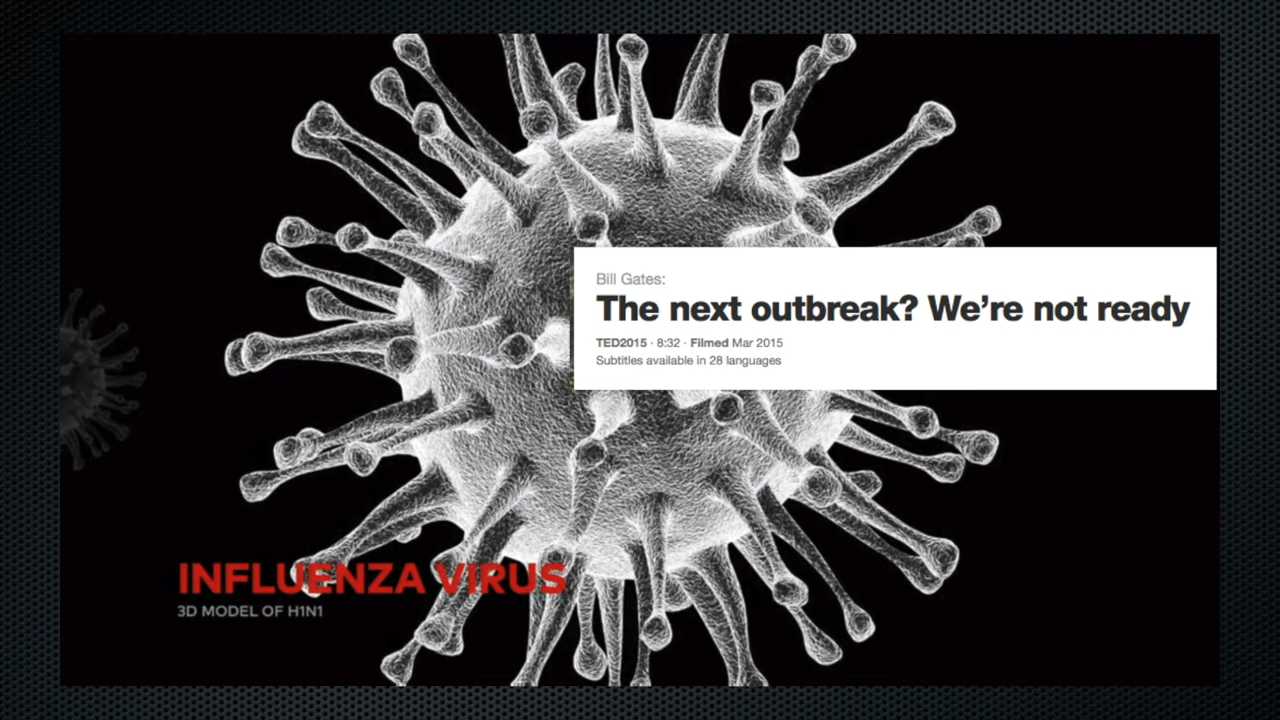 Bill Gates:
The next outbreak? We’re not ready
TED2015 · 8:32 · Filmed Mar 2015
Subtitles available in 28 languages
INFLUENZA VIRUS
3D MODEL OF H1N1